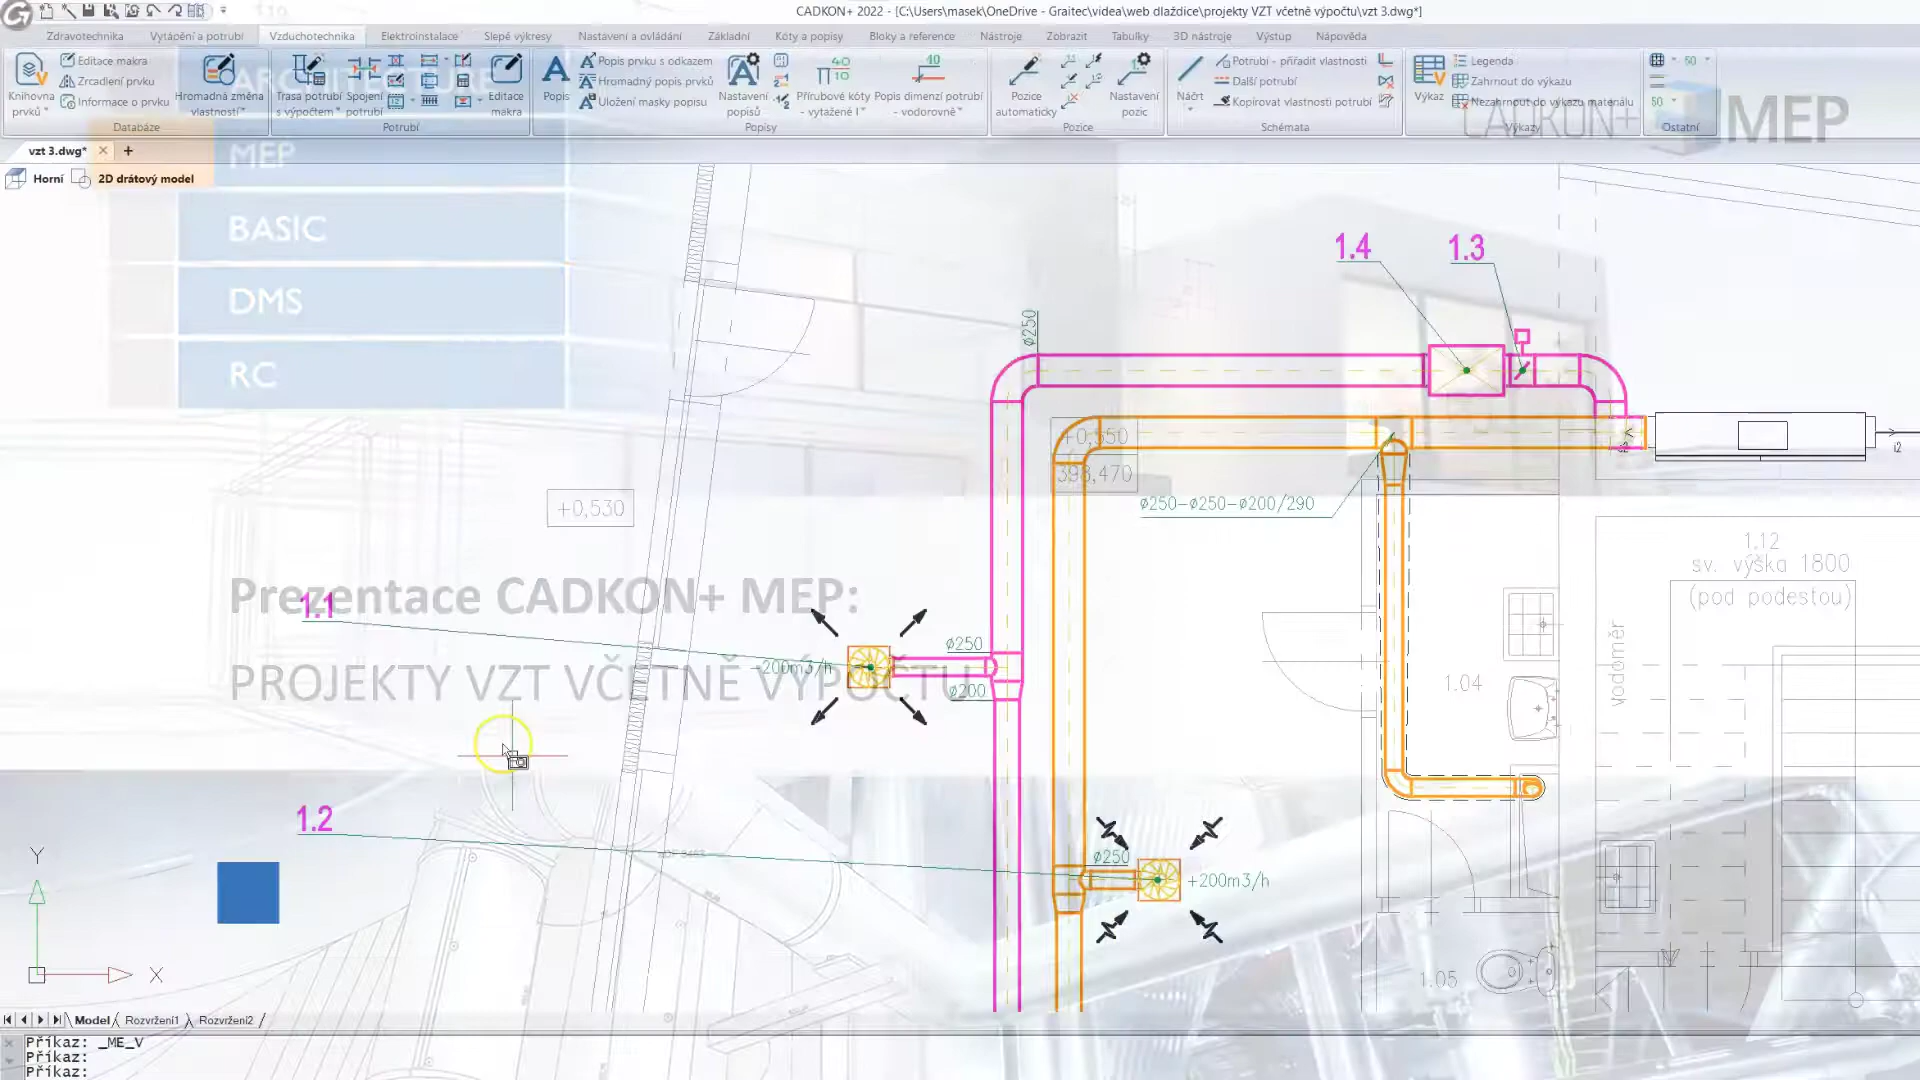 CADKON+ 2022 - [C:\Users\masek\OneDrive - Graitec\videa\web dlaždice\projekty VZT včetně výpočtu\vzt 3.dwg*]
Zdravotechnika Vytápění a potrubí Vzduchotechnika Elektroinstalace Slepé výkresy Nastavení a ovládání Základní Kóty a popisy Bloky a reference Nástroje Zobrazit Tabulky 3D nástroje Výstup Nápověda
Knihovna prvků
Editace makra
Zrcadlení prvku
Informace o prvku
Hromadná změna vlastností
Databáze
Trasa potrubí s výpočtem
Spojení potrubí
Editace makra
Potrubí
Popis
Popis prvku s odkazem
Hromadný popis prvků
Uložení masky popisu
Nastavení popisů
Přírubové kóty - vytažené I
Popis dimenzí potrubí - vodorovně
Popisy
Pozice automaticky
Nastavení pozic
Pozice
Náčrt
Potrubí - přiřadit vlastnosti
Další potrubí
Kopírovat vlastnosti potrubí
Schémata
Výkaz
Legenda
Zahrnout do výkazu
Nezahrnout do výkazu materiálu
Výkazy
50
50
Ostatní
ARCHITECTURE
CADKON+ MEP
vzt 3.dwg*
Horní 2D drátový model
MEP
BASIC
DMS
RC
1.4
1.3
ø250
+0,550
398,470
+0,530
ø250-ø250-ø200/290
i2
1.12
sv. výška 1800
(pod podestou)
vodoměr
Prezentace CADKON+ MEP:
PROJEKTY VZT VČETNĚ VÝPOČTU
1.1
-200m3/h
ø250
ø200
1.04
1.2
ø250
+200m3/h
1.05
Y
X
Model Rozvržení1 Rozvržení2
Příkaz: _ME_V
Příkaz:
Příkaz: